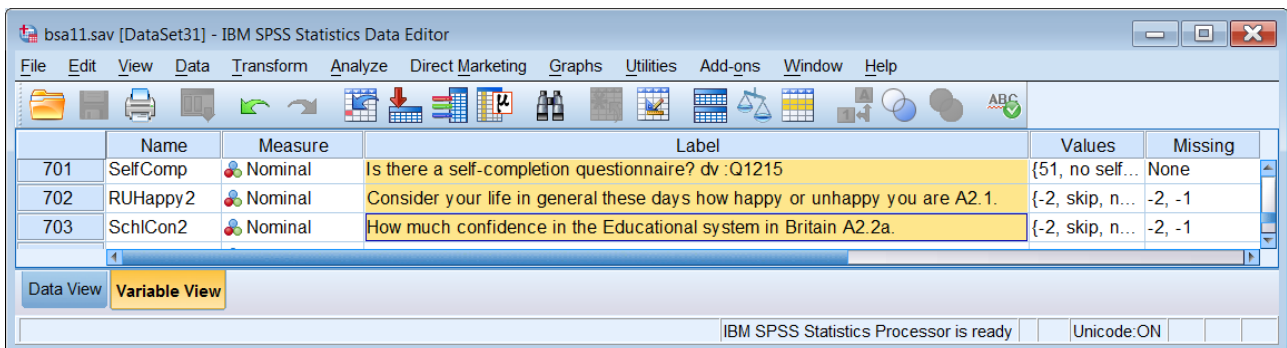 bsa11.sav [DataSet31] - IBM SPSS Statistics Data Editor
File Edit View Data Transform Analyze Direct Marketing Graphs Utilities Add-ons Window Help
μ A 1 ABC
Name Measure Label Values Missing
701 SelfComp Nominal Is there a self-completion questionnaire? dv :Q1215 {51, no self... None
702 RUHappy2 Nominal Consider your life in general these days how happy or unhappy you are A2.1. {-2, skip, n... -2, -1
703 SchlCon2 Nominal How much confidence in the Educational system in Britain A2.2a. {-2, skip, n... -2, -1
Data View Variable View
IBM SPSS Statistics Processor is ready Unicode:ON